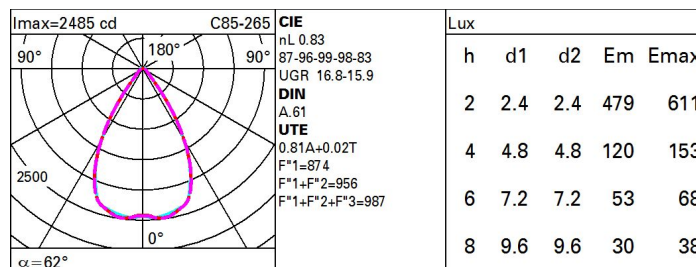 Imax=2485 cd C85-265
90° 180° 90°
2500
0°
α=62°
CIE
nL 0.83
87-96-99-98-83
UGR 16.8-15.9
DIN
A.61
UTE
0.81A+0.02T
F"1=874
F"1+F"2=956
F"1+F"2+F"3=987
Lux
h d1 d2 Em Emax
2 2.4 2.4 479 611
4 4.8 4.8 120 153
6 7.2 7.2 53 68
8 9.6 9.6 30 38